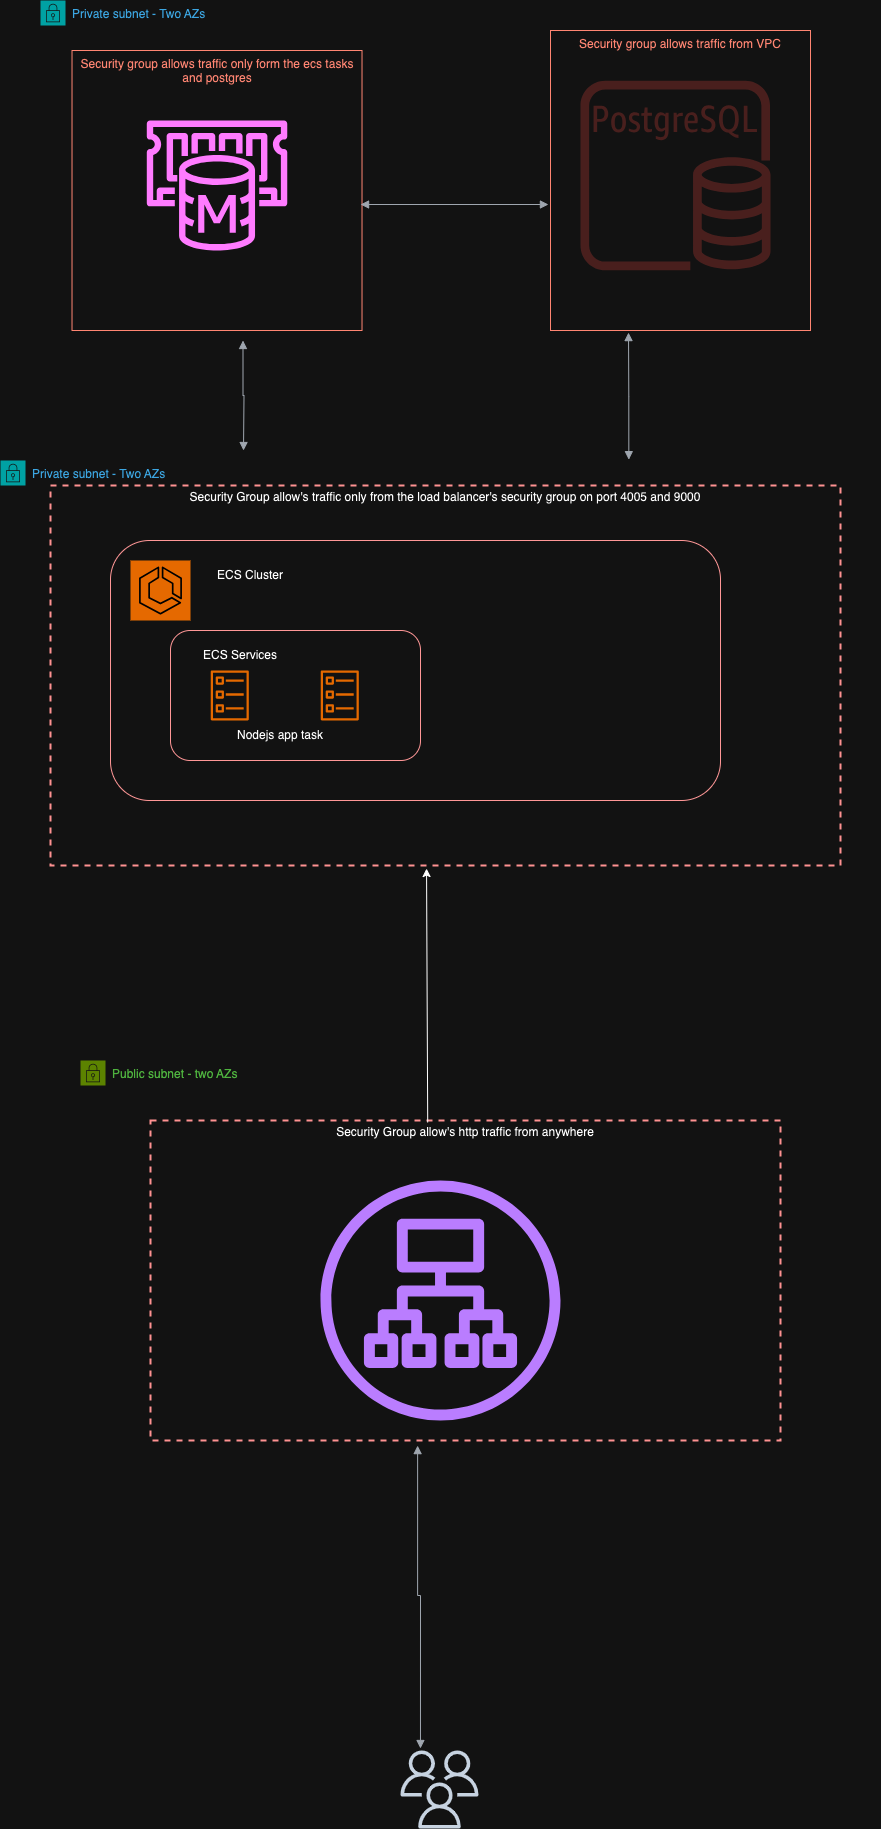 Private subnet - Two AZs
Security group allows traffic only form the ecs tasks
and postgres
M
Security group allows traffic from VPC
PostgreSQL
Private subnet - Two AZs
Security Group allow's traffic only from the load balancer's security group on port 4005 and 9000
ECS Cluster
ECS Services
Nodejs app task
Public subnet - two AZs
Security Group allow's http traffic from anywhere